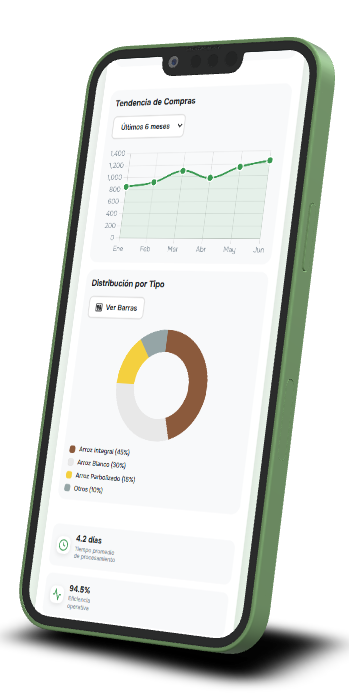 Tendencia de Compras
Últimos 6 meses
1,400
1,200
1,000
800
600
400
200
0
Ene Feb Mar Abr May Jun
Distribución por Tipo
Ver Barras
Arroz Integral (45%)
Arroz Blanco (30%)
Arroz Parbolizado (15%)
Otros (10%)
4.2 días
Tiempo promedio
de procesamiento
94.5%
Eficiencia
operativa